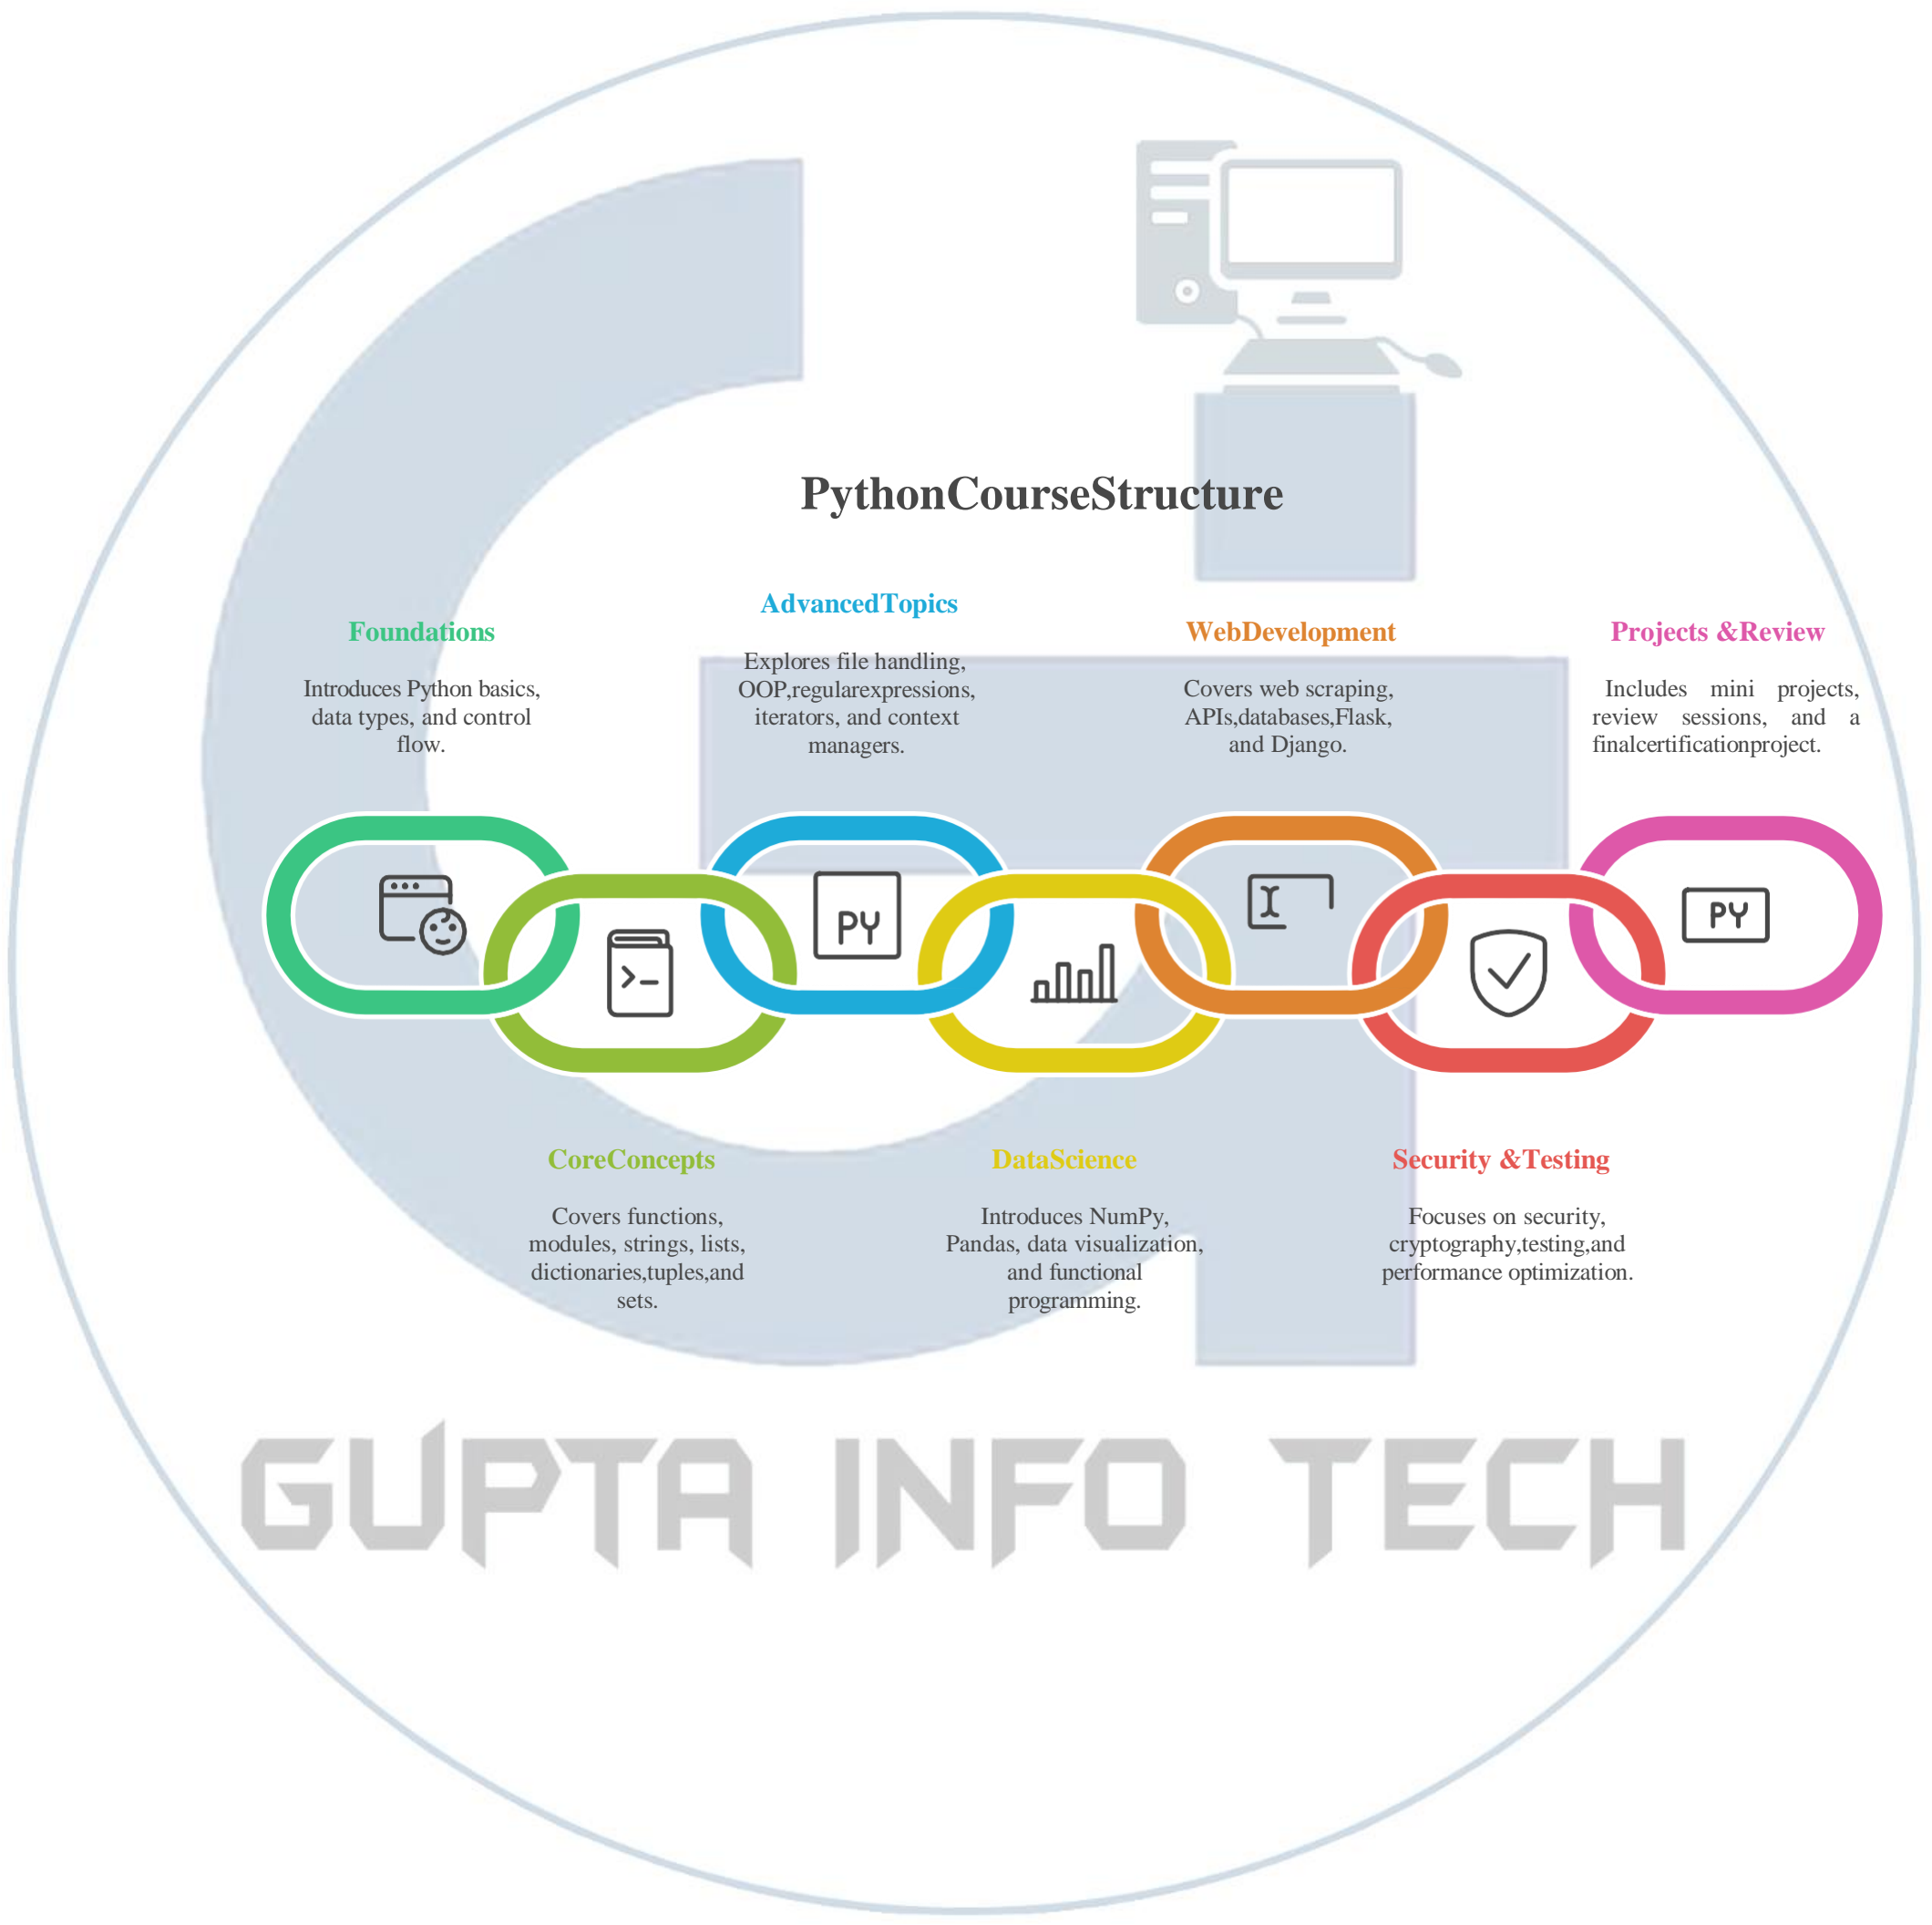 PythonCourseStructure
Foundations
Introduces Python basics,
data types, and control
flow.
AdvancedTopics
Explores file handling,
OOP,regularexpressions,
iterators, and context
managers.
WebDevelopment
Covers web scraping,
APIs,databases,Flask,
and Django.
Projects &Review
Includes mini projects,
review sessions, and a
finalcertificationproject.
PY
PY
CoreConcepts
Covers functions,
modules, strings, lists,
dictionaries,tuples,and
sets.
DataScience
Introduces NumPy,
Pandas, data visualization,
and functional
programming.
Security &Testing
Focuses on security,
cryptography,testing,and
performance optimization.
GUPTA INFO TECH